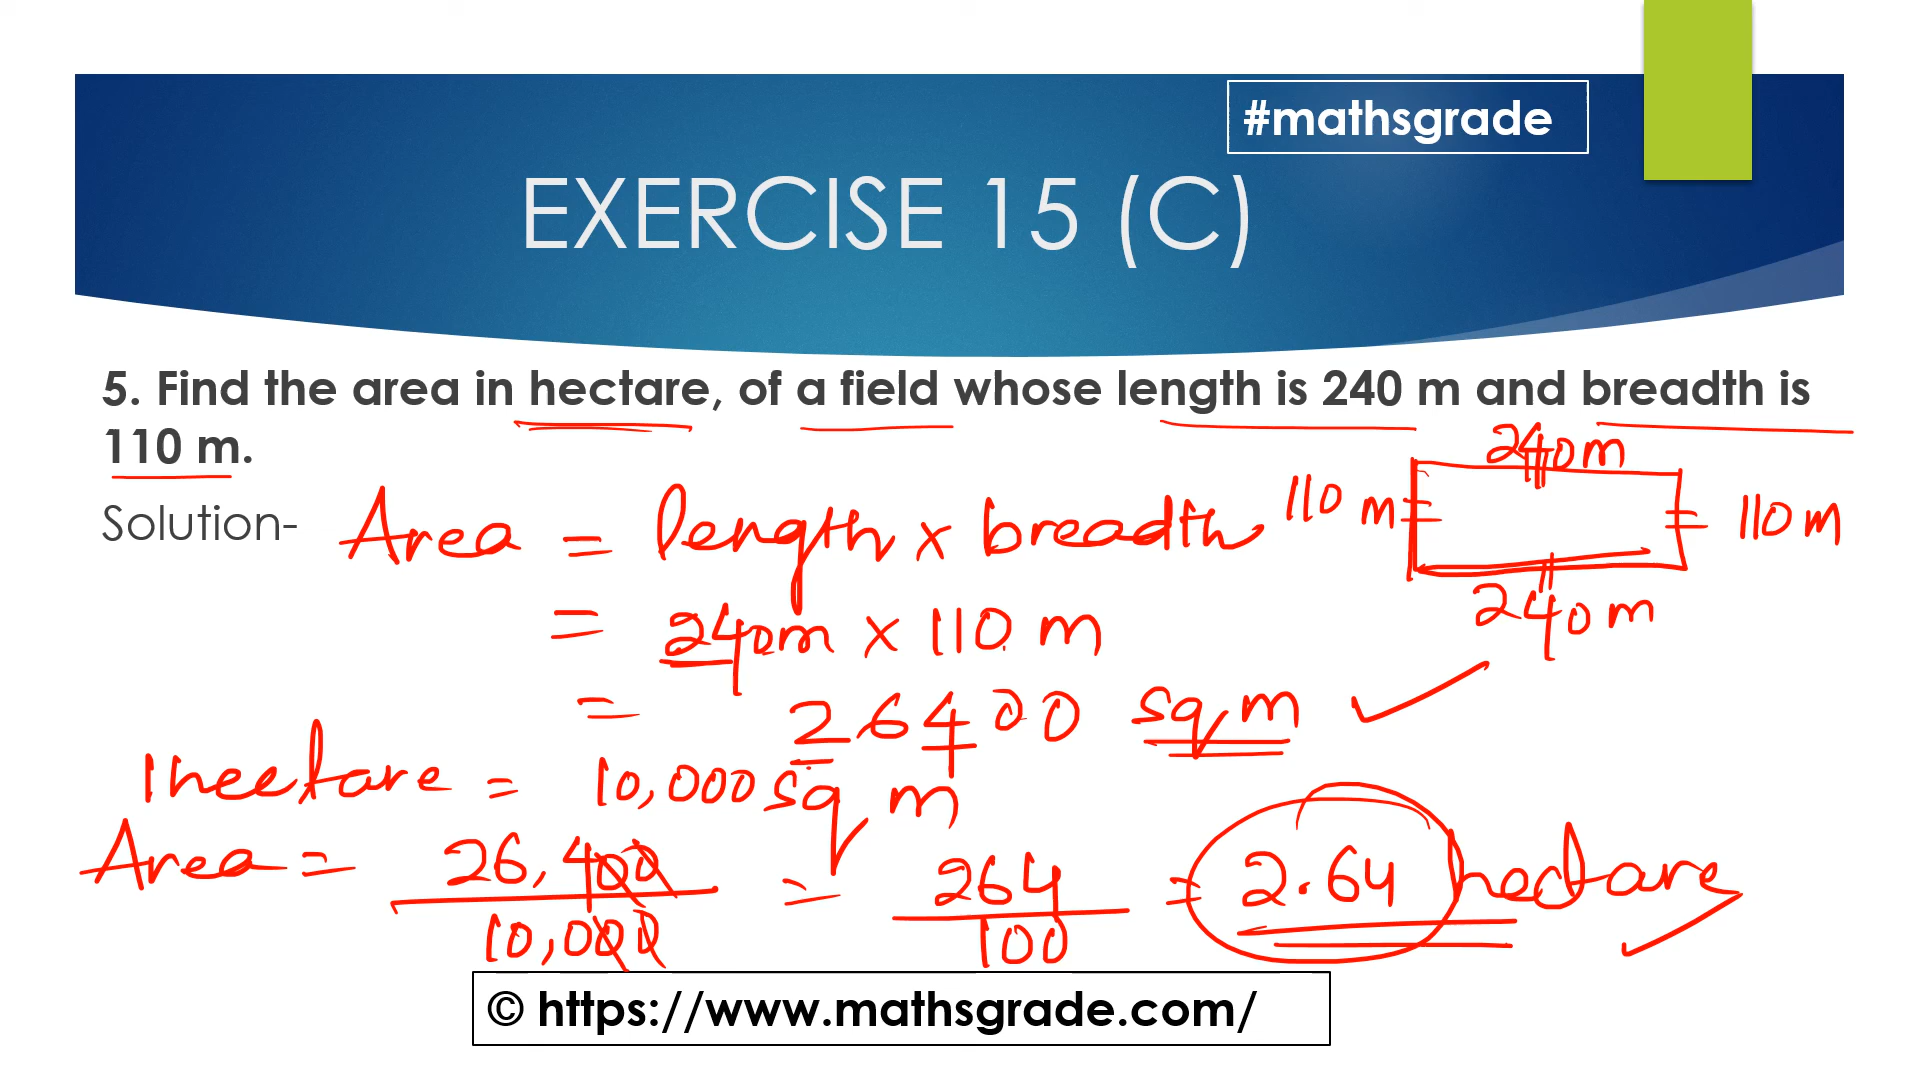 #mathsgrade
EXERCISE 15 (C)
5. Find the area in hectare, of a field whose length is 240 m and breadth is
110 m.
240 m
Solution- Area = length x breadth 110 m 110 m
240 m
= 240m x 110 m
= 26400 sq m
1 hectare = 10,000 sq m
Area = 26,400 = 264 = 2.64 hectare
10,000 100
© https://www.mathsgrade.com/